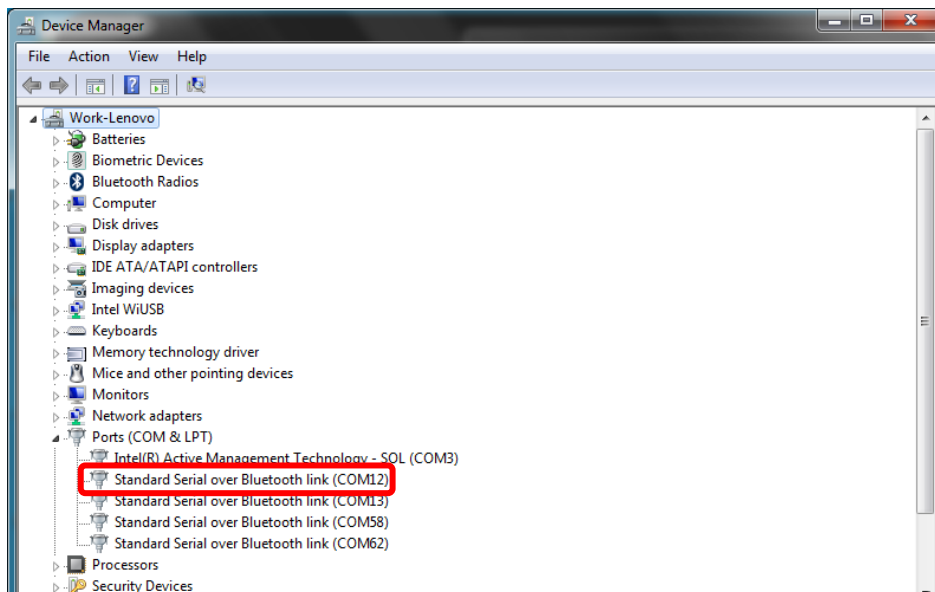 Device Manager
File Action View Help
Work-Lenovo
Batteries
Biometric Devices
Bluetooth Radios
Computer
Disk drives
Display adapters
IDE ATA/ATAPI controllers
Imaging devices
Intel WiUSB
Keyboards
Memory technology driver
Mice and other pointing devices
Monitors
Network adapters
Ports (COM & LPT)
Intel(R) Active Management Technology - SOL (COM3)
Standard Serial over Bluetooth link (COM12)
Standard Serial over Bluetooth link (COM13)
Standard Serial over Bluetooth link (COM58)
Standard Serial over Bluetooth link (COM62)
Processors
Security Devices